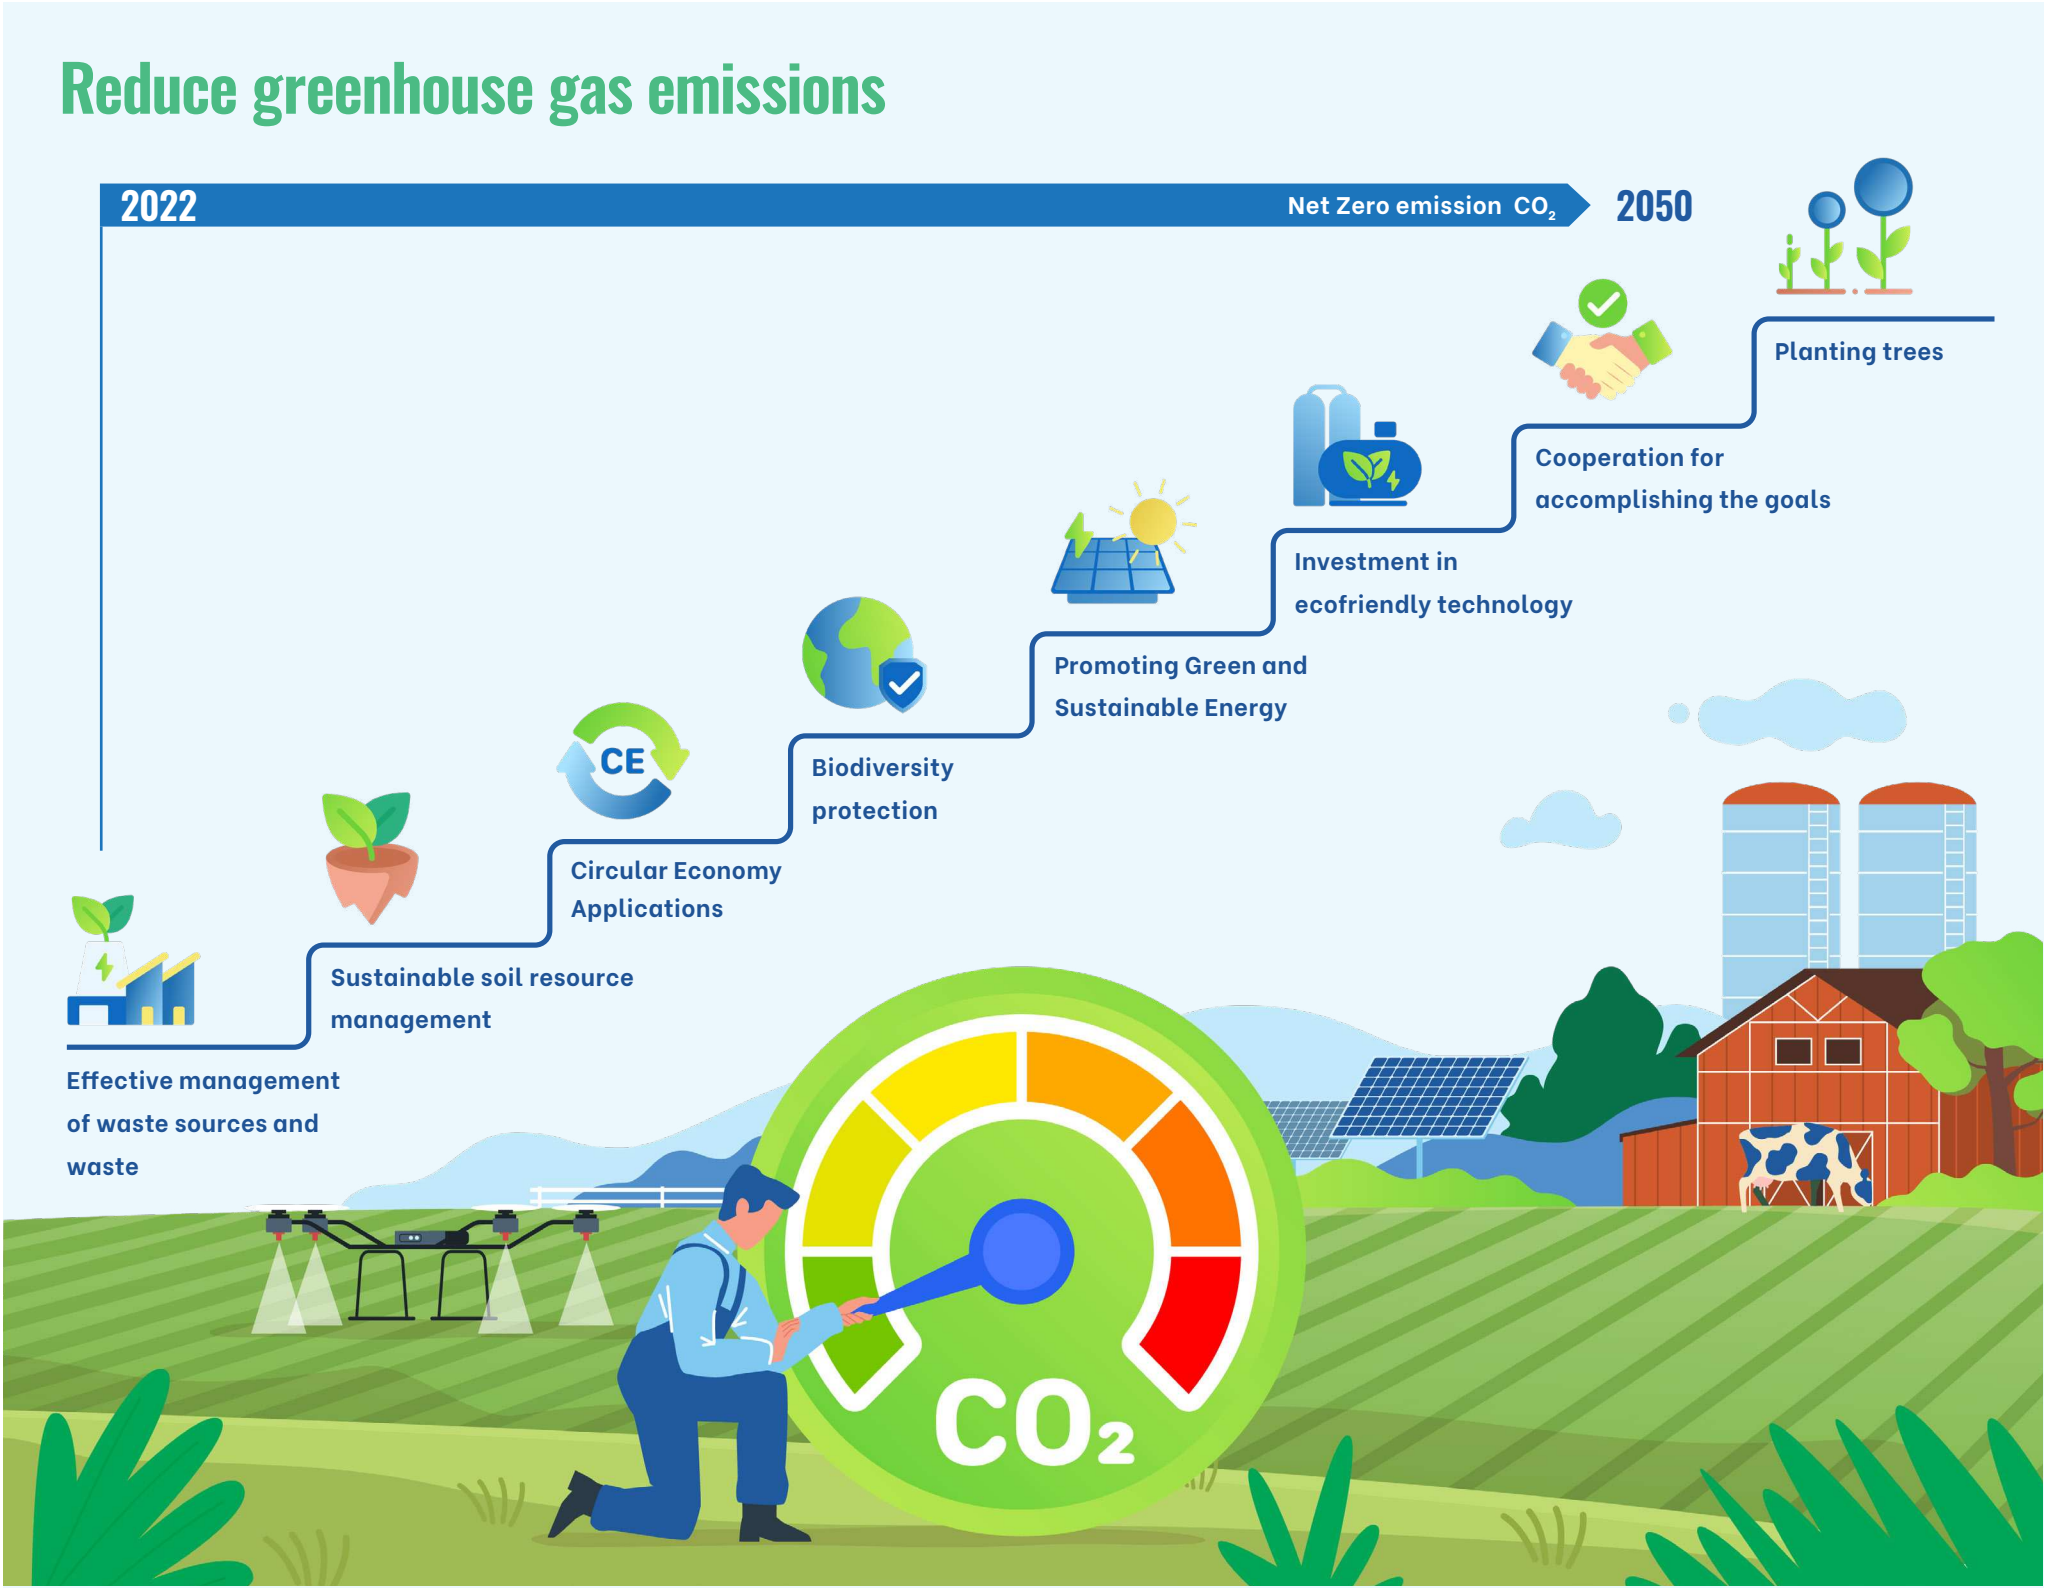 Reduce greenhouse gas emissions
2022
Net Zero emission CO₂
2050
Planting trees
Cooperation for
accomplishing the goals
Investment in
ecofriendly technology
Promoting Green and
Sustainable Energy
Biodiversity
protection
CE
Circular Economy
Applications
Sustainable soil resource
management
Effective management
of waste sources and
waste
CO₂